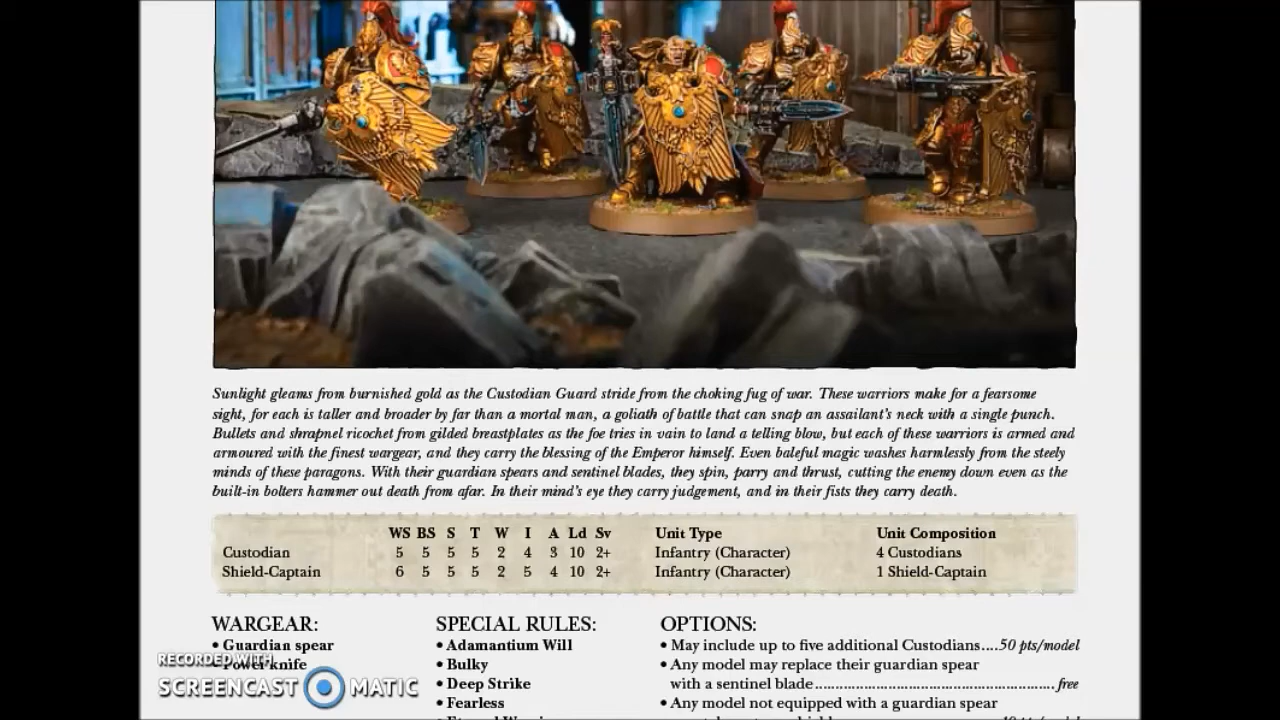 Sunlight gleams from burnished gold as the Custodian Guard stride from the choking fug of war. These warriors make for a fearsome
sight, for each is taller and broader by far than a mortal man, a goliath of battle that can snap an assailant's neck with a single punch.
Bullets and shrapnel ricochet from gilded breastplates as the foe tries in vain to land a telling blow, but each of these warriors is armed and
armoured with the finest wargear, and they carry the blessing of the Emperor himself. Even baleful magic washes harmlessly from the steely
minds of these paragons. With their guardian spears and sentinel blades, they spin, parry and thrust, cutting the enemy down even as the
built-in bolters hammer out death from afar. In their mind's eye they carry judgement, and in their fists they carry death.
WS BS S T W I A Ld Sv Unit Type Unit Composition
Custodian 5 5 5 5 2 4 3 10 2+ Infantry (Character) 4 Custodians
Shield-Captain 6 5 5 5 2 5 4 10 2+ Infantry (Character) 1 Shield-Captain
WARGEAR:
• Guardian spear
• Power knife
SPECIAL RULES:
• Adamantium Will
• Bulky
• Deep Strike
• Fearless
OPTIONS:
• May include up to five additional Custodians....50 pts/model
• Any model may replace their guardian spear
with a sentinel blade......................................................free
• Any model not equipped with a guardian spear
RECORDED WITH
SCREENCAST MATIC